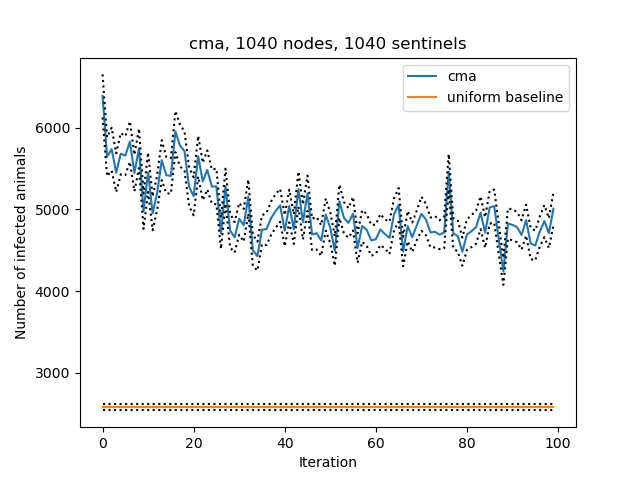 cma, 1040 nodes, 1040 sentinels
cma
uniform baseline
Number of infected animals
6000
5000
4000
3000
0
20
40
60
80
100
Iteration